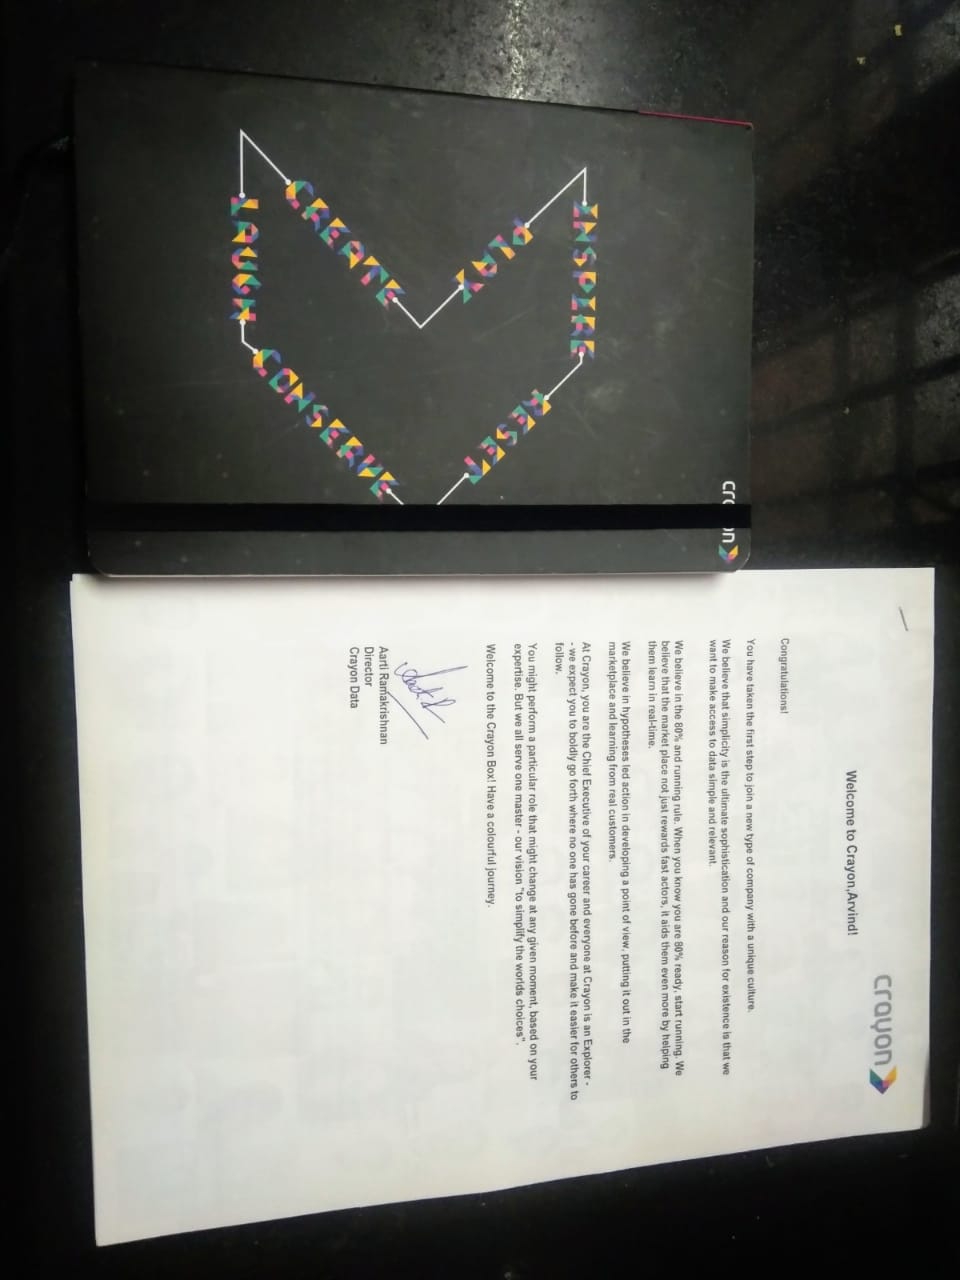 INSPIRE
PLAY
CREATE
LAUGH
CONSERVE
RESET
crayon
Welcome to Crayon,Arvind!
Congratulations!
You have taken the first step to join a new type of company with a unique culture.
We believe that simplicity is the ultimate sophistication and our reason for existence is that we
want to make access to data simple and relevant.
We believe in the 80% and running rule. When you know you are 80% ready, start running. We
believe that the market place not just rewards fast actors, it aids them even more by helping
them learn in real-time.
We believe in hypotheses led action in developing a point of view, putting it out in the
marketplace and learning from real customers.
At Crayon, you are the Chief Executive of your career and everyone at Crayon is an Explorer -
- we expect you to boldly go forth where no one has gone before and make it easier for others to
follow.
You might perform a particular role that might change at any given moment, based on your
expertise. But we all serve one master - our vision "to simplify the worlds choices".
Welcome to the Crayon Box! Have a colourful journey.
Aarti Ramakrishnan
Director
Crayon Data